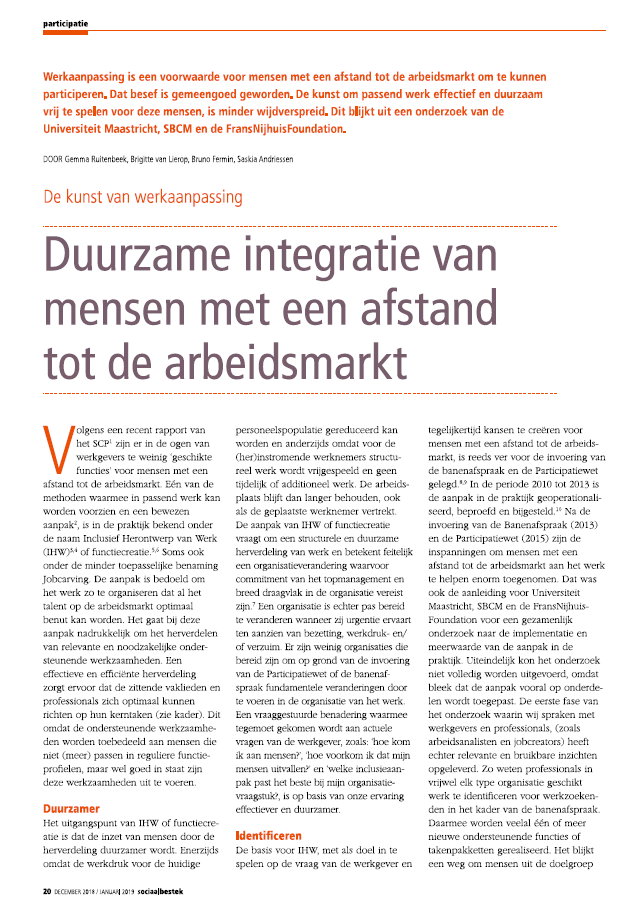 participatie
Werkaanpassing is een voorwaarde voor mensen met een afstand tot de arbeidsmarkt om te kunnen
participeren. Dat besef is gemeengoed geworden. De kunst om passend werk effectief en duurzaam
vrij te spelen voor deze mensen, is minder wijdverspreid. Dit blijkt uit een onderzoek van de
Universiteit Maastricht, SBCM en de FransNijhuisFoundation.
DOOR Gemma Ruitenbeek, Brigitte van Lierop, Bruno Fermin, Saskia Andriessen
De kunst van werkaanpassing
Duurzame integratie van
mensen met een afstand
tot de arbeidsmarkt
Volgens een recent rapport van
het SCP¹ zijn er in de ogen van
werkgevers te weinig 'geschikte
functies' voor mensen met een
afstand tot de arbeidsmarkt. Eén van de
methoden waarmee in passend werk kan
worden voorzien en een bewezen
aanpak², is in de praktijk bekend onder
de naam Inclusief Herontwerp van Werk
(IHW)³,⁴ of functiecreatie.⁵,⁶ Soms ook
onder de minder toepasselijke benaming
Jobcarving. De aanpak is bedoeld om
het werk zo te organiseren dat al het
talent op de arbeidsmarkt optimaal
benut kan worden. Het gaat bij deze
aanpak nadrukkelijk om het herverdelen
van relevante en noodzakelijke onder-
steunende werkzaamheden. Een
effectieve en efficiënte herverdeling
zorgt ervoor dat de zittende vaklieden en
professionals zich optimaal kunnen
richten op hun kerntaken (zie kader). Dit
omdat de ondersteunende werkzaamhe-
den worden toebedeeld aan mensen die
niet (meer) passen in reguliere functie-
profielen, maar wel goed in staat zijn
deze werkzaamheden uit te voeren.
Duurzamer
Het uitgangspunt van IHW of functiecre-
atie is dat de inzet van mensen door de
herverdeling duurzamer wordt. Enerzijds
omdat de werkdruk voor de huidige
personeelspopulatie gereduceerd kan
worden en anderzijds omdat voor de
(her)instromende werknemers structu-
reel werk wordt vrijgespeeld en geen
tijdelijk of additioneel werk. De arbeids-
plaats blijft dan langer behouden, ook
als de geplaatste werknemer vertrekt.
De aanpak van IHW of functiecreatie
vraagt om een structurele en duurzame
herverdeling van werk en betekent feitelijk
een organisatieverandering waarvoor
commitment van het topmanagement en
breed draagvlak in de organisatie vereist
zijn.⁷ Een organisatie is echter pas bereid
te veranderen wanneer zij urgentie ervaart
ten aanzien van bezetting, werkdruk- en/
of verzuim. Er zijn weinig organisaties die
bereid zijn om op grond van de invoering
van de Participatiewet of de banenaf-
spraak fundamentele veranderingen door
te voeren in de organisatie van het werk.
Een vraaggestuurde benadering waarmee
tegemoet gekomen wordt aan actuele
vragen van de werkgever, zoals: 'hoe kom
ik aan mensen?', 'hoe voorkom ik dat mijn
mensen uitvallen?' en 'welke inclusieaan-
pak past het beste bij mijn organisatie-
vraagstuk?, is op basis van onze ervaring
effectiever en duurzamer.
Identificeren
De basis voor IHW, met als doel in te
spelen op de vraag van de werkgever en
tegelijkertijd kansen te creëren voor
mensen met een afstand tot de arbeids-
markt, is reeds ver voor de invoering van
de banenafspraak en de Participatiewet
gelegd.⁸,⁹ In de periode 2010 tot 2013 is
de aanpak in de praktijk geoperationali-
seerd, beproefd en bijgesteld.¹⁰ Na de
invoering van de Banenafspraak (2013)
en de Participatiewet (2015) zijn de
inspanningen om mensen met een
afstand tot de arbeidsmarkt aan het werk
te helpen enorm toegenomen. Dat was
ook de aanleiding voor Universiteit
Maastricht, SBCM en de FransNijhuis-
Foundation voor een gezamenlijk
onderzoek naar de implementatie en
meerwaarde van de aanpak in de
praktijk. Uiteindelijk kon het onderzoek
niet volledig worden uitgevoerd, omdat
bleek dat de aanpak vooral op onderde-
len wordt toegepast. De eerste fase van
het onderzoek waarin wij spraken met
werkgevers en professionals, (zoals
arbeidsanalisten en jobcreators) heeft
echter relevante en bruikbare inzichten
opgeleverd. Zo weten professionals in
vrijwel elk type organisatie geschikt
werk te identificeren voor werkzoeken-
den in het kader van de banenafspraak.
Daarmee worden veelal één of meer
nieuwe ondersteunende functies of
takenpakketten gerealiseerd. Het blijkt
een weg om mensen uit de doelgroep
20 DECEMBER 2018 / JANUARI 2019 sociaal bestek